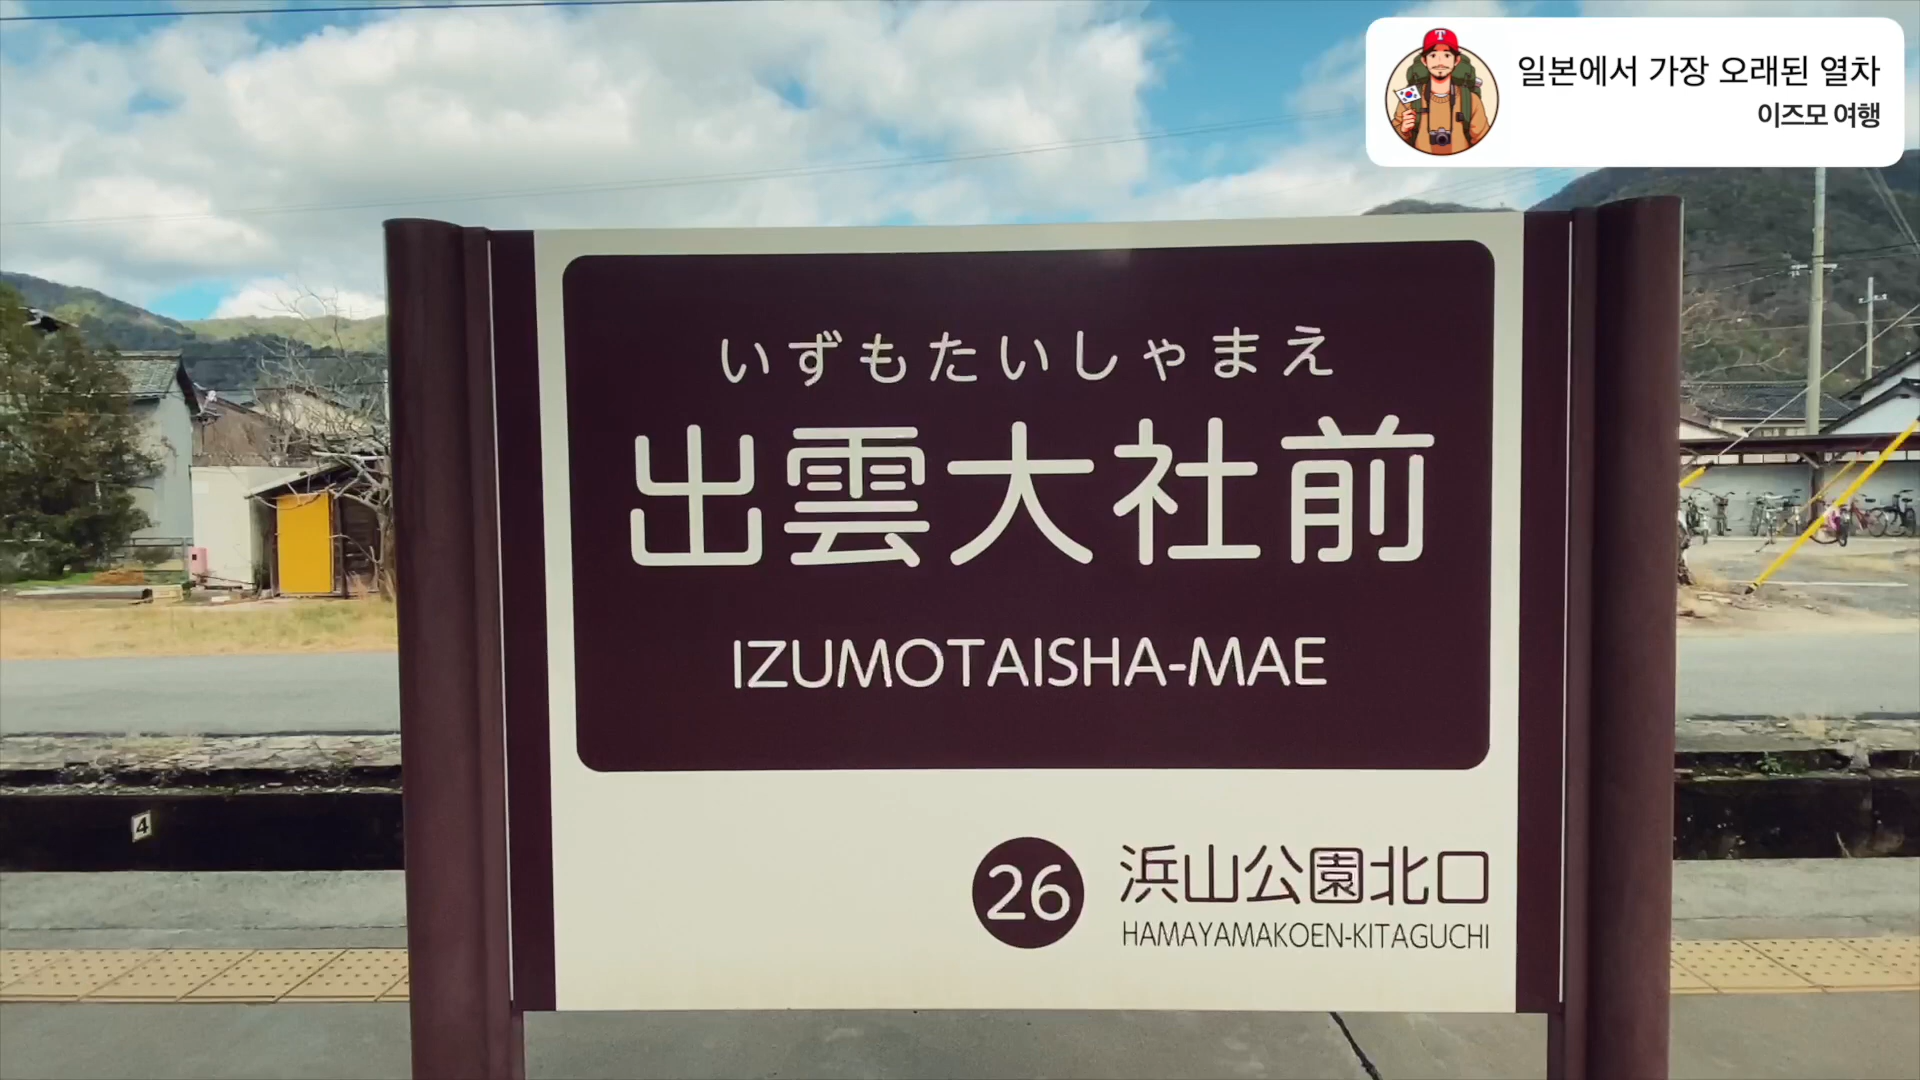 일본에서 가장 오래된 열차
이즈모 여행
T
いずもたいしゃまえ
出雲大社前
IZUMOTAISHA-MAE
26
浜山公園北口
HAMAYAMAKOEN-KITAGUCHI
4